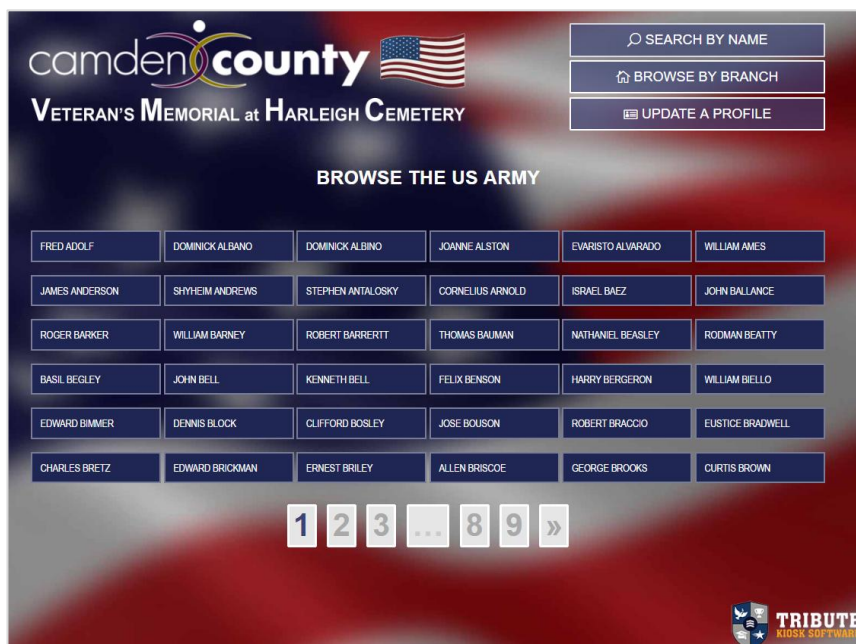 camden county
VETERAN'S MEMORIAL at HARLEIGH CEMETERY
SEARCH BY NAME
BROWSE BY BRANCH
UPDATE A PROFILE
BROWSE THE US ARMY
FRED ADOLF DOMINICK ALBANO DOMINICK ALBINO JOANNE ALSTON EVARISTO ALVARADO WILLIAM AMES
JAMES ANDERSON SHYHEIM ANDREWS STEPHEN ANTALOSKY CORNELIUS ARNOLD ISRAEL BAEZ JOHN BALLANCE
ROGER BARKER WILLIAM BARNEY ROBERT BARRERTT THOMAS BAUMAN NATHANIEL BEASLEY RODMAN BEATTY
BASIL BEGLEY JOHN BELL KENNETH BELL FELIX BENSON HARRY BERGERON WILLIAM BIELLO
EDWARD BIMMER DENNIS BLOCK CLIFFORD BOSLEY JOSE BOUSON ROBERT BRACCIO EUSTICE BRADWELL
CHARLES BRETZ EDWARD BRICKMAN ERNEST BRILEY ALLEN BRISCOE GEORGE BROOKS CURTIS BROWN
1 2 3 ... 8 9 »
TRIBUTE
KIOSK SOFTWARE